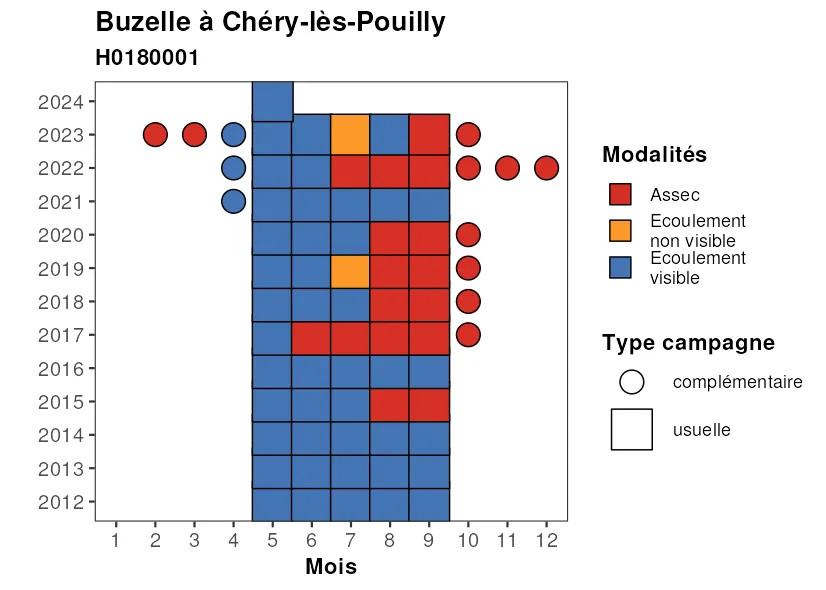 Buzelle à Chéry-lès-Pouilly
H0180001
2024
2023
2022
2021
2020
2019
2018
2017
2016
2015
2014
2013
2012
1 2 3 4 5 6 7 8 9 10 11 12
Mois
Modalités
Assec
Ecoulement
non visible
Ecoulement
visible
Type campagne
complémentaire
usuelle